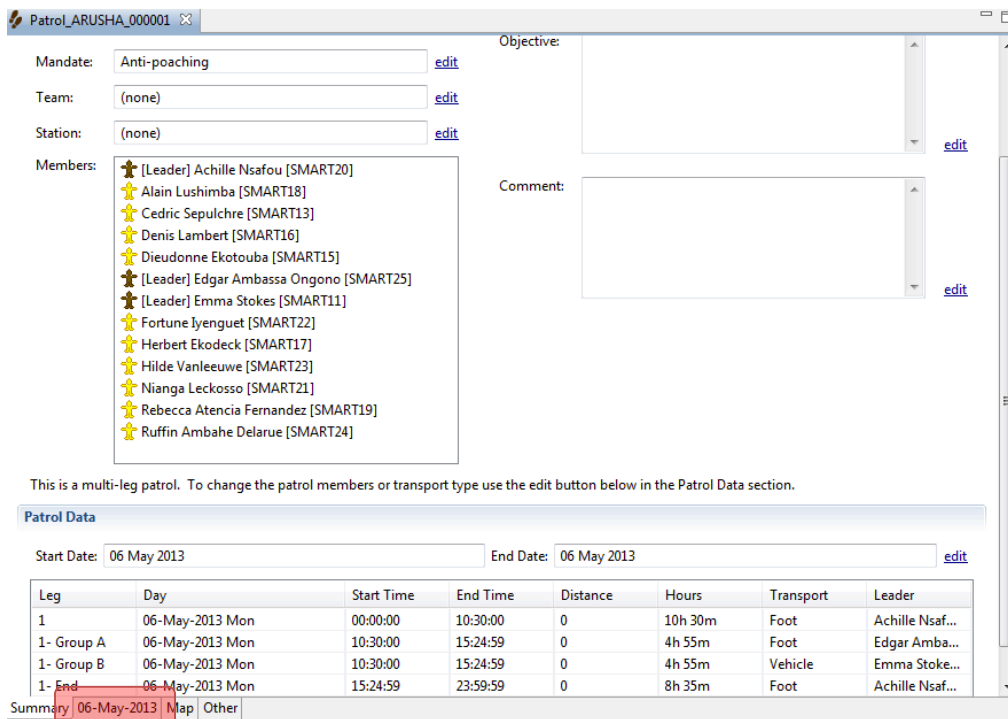 Patrol_ARUSHA_000001
Objective:
Mandate: Anti-poaching edit
Team: (none) edit
Station: (none) edit
edit
Members:
[Leader] Achille Nsafou [SMART20]
Alain Lushimba [SMART18]
Cedric Sepulchre [SMART13]
Denis Lambert [SMART16]
Dieudonne Ekotouba [SMART15]
[Leader] Edgar Ambassa Ongono [SMART25]
[Leader] Emma Stokes [SMART11]
Fortune Iyenguet [SMART22]
Herbert Ekodeck [SMART17]
Hilde Vanleeuwe [SMART23]
Nianga Leckosso [SMART21]
Rebecca Atencia Fernandez [SMART19]
Ruffin Ambahe Delarue [SMART24]
Comment:
edit
This is a multi-leg patrol. To change the patrol members or transport type use the edit button below in the Patrol Data section.
Patrol Data
Start Date: 06 May 2013 End Date: 06 May 2013 edit
Leg Day Start Time End Time Distance Hours Transport Leader
1 06-May-2013 Mon 00:00:00 10:30:00 0 10h 30m Foot Achille Nsaf...
1- Group A 06-May-2013 Mon 10:30:00 15:24:59 0 4h 55m Foot Edgar Amba...
1- Group B 06-May-2013 Mon 10:30:00 15:24:59 0 4h 55m Vehicle Emma Stoke...
1- End 06-May-2013 Mon 15:24:59 23:59:59 0 8h 35m Foot Achille Nsaf...
Summary 06-May-2013 Map Other